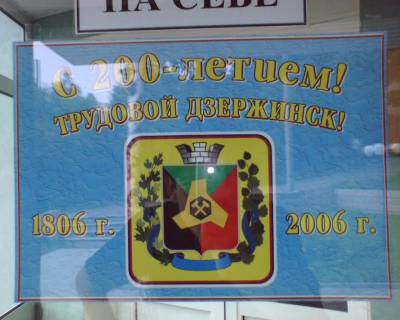 НА СЕБЕ
С 200-летием!
ТРУДОВОЙ ДЗЕРЖИНСК!
1806 г. 2006 г.